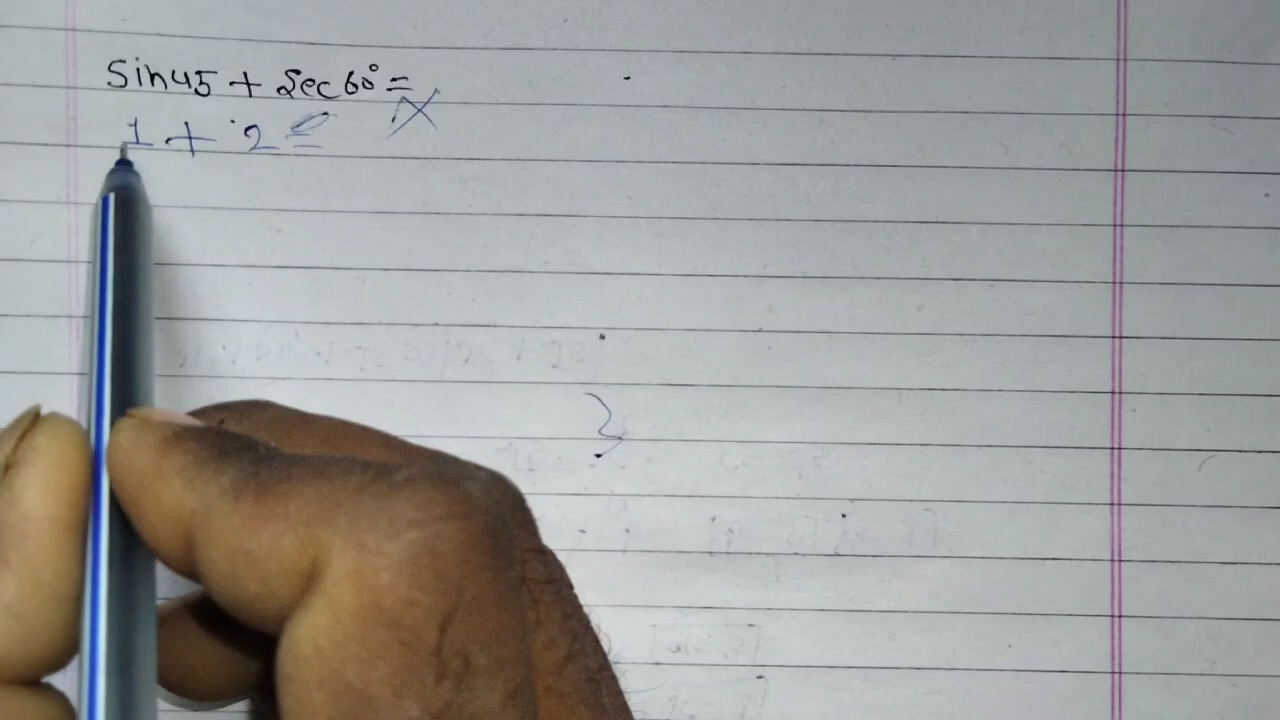 Sin45 + Sec60°=
1 + 2 =